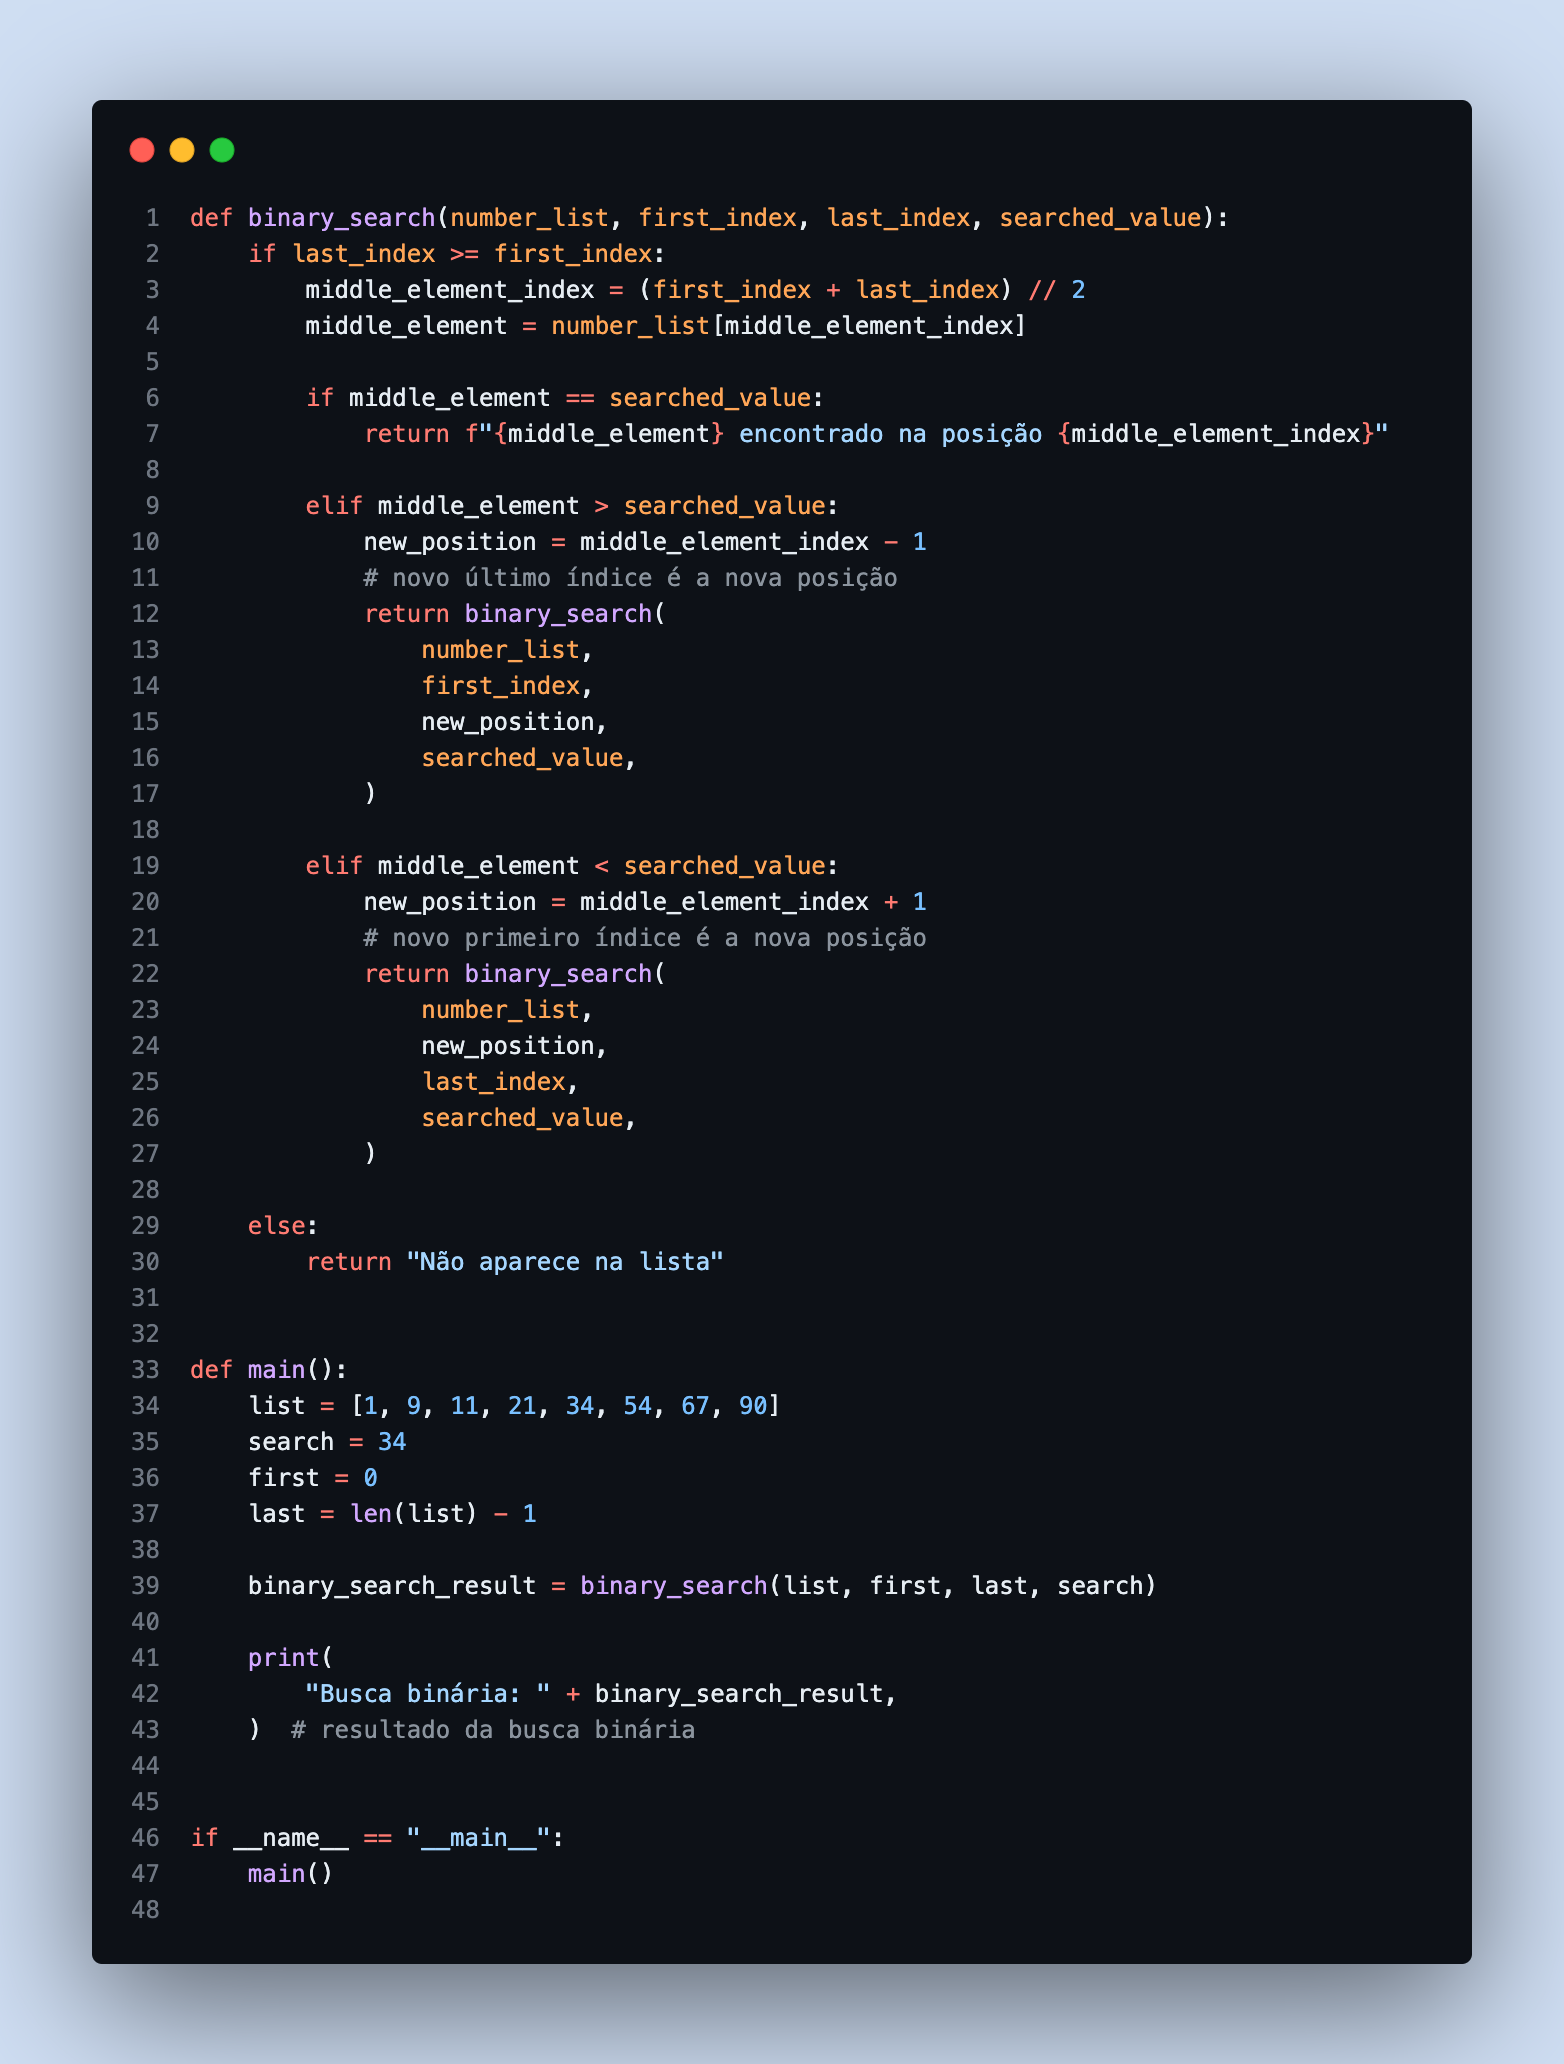 1 def binary_search(number_list, first_index, last_index, searched_value):
2     if last_index >= first_index:
3         middle_element_index = (first_index + last_index) // 2
4         middle_element = number_list[middle_element_index]
5
6         if middle_element == searched_value:
7             return f"{middle_element} encontrado na posição {middle_element_index}"
8
9         elif middle_element > searched_value:
10             new_position = middle_element_index - 1
11             # novo último índice é a nova posição
12             return binary_search(
13                 number_list,
14                 first_index,
15                 new_position,
16                 searched_value,
17             )
18
19         elif middle_element < searched_value:
20             new_position = middle_element_index + 1
21             # novo primeiro índice é a nova posição
22             return binary_search(
23                 number_list,
24                 new_position,
25                 last_index,
26                 searched_value,
27             )
28
29     else:
30         return "Não aparece na lista"
31
32
33 def main():
34     list = [1, 9, 11, 21, 34, 54, 67, 90]
35     search = 34
36     first = 0
37     last = len(list) - 1
38
39     binary_search_result = binary_search(list, first, last, search)
40
41     print(
42         "Busca binária: " + binary_search_result,
43     )  # resultado da busca binária
44
45
46 if __name__ == "__main__":
47     main()
48